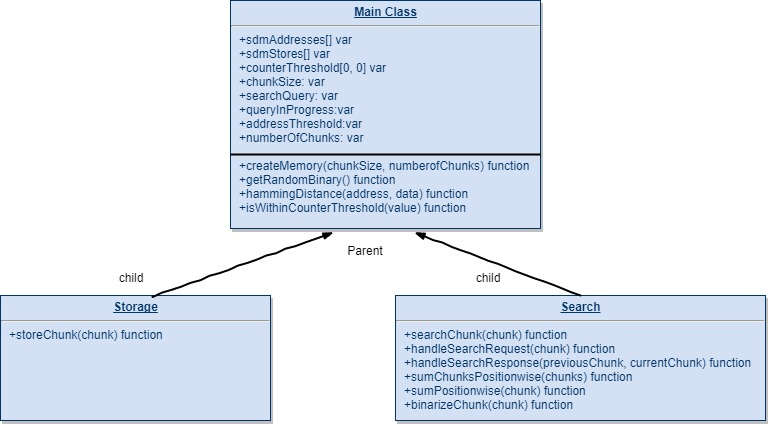 Main Class
+sdmAddresses[] var
+sdmStores[] var
+counterThreshold[0, 0] var
+chunkSize: var
+searchQuery: var
+queryInProgress:var
+addressThreshold:var
+numberOfChunks: var
+createMemory(chunkSize, numberofChunks) function
+getRandomBinary() function
+hammingDistance(address, data) function
+isWithinCounterThreshold(value) function
Parent
child
child
Storage
+storeChunk(chunk) function
Search
+searchChunk(chunk) function
+handleSearchRequest(chunk) function
+handleSearchResponse(previousChunk, currentChunk) function
+sumChunksPositionwise(chunks) function
+sumPositionwise(chunk) function
+binarizeChunk(chunk) function